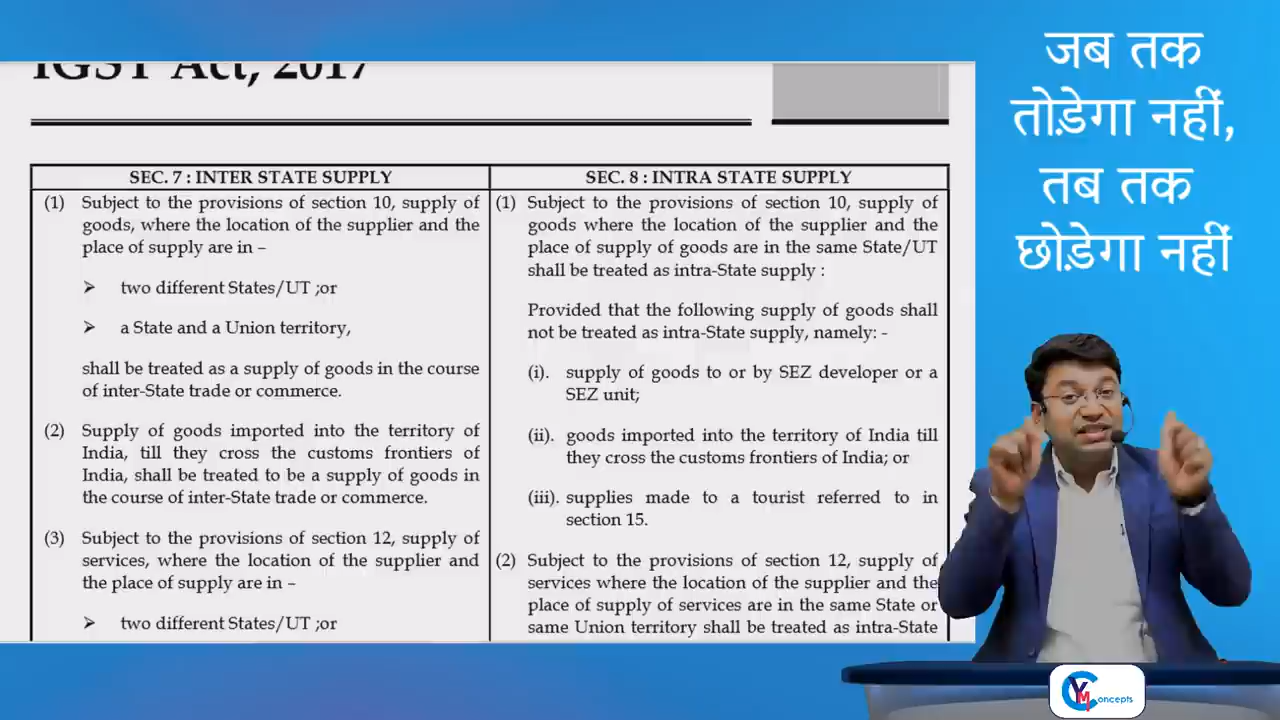 IGST Act, 2017
SEC. 7 : INTER STATE SUPPLY
(1) Subject to the provisions of section 10, supply of
goods, where the location of the supplier and the
place of supply are in –
➢ two different States/UT ;or
➢ a State and a Union territory,
shall be treated as a supply of goods in the course
of inter-State trade or commerce.
(2) Supply of goods imported into the territory of
India, till they cross the customs frontiers of
India, shall be treated to be a supply of goods in
the course of inter-State trade or commerce.
(3) Subject to the provisions of section 12, supply of
services, where the location of the supplier and
the place of supply are in –
➢ two different States/UT ;or
SEC. 8 : INTRA STATE SUPPLY
(1) Subject to the provisions of section 10, supply of
goods where the location of the supplier and the
place of supply of goods are in the same State/UT
shall be treated as intra-State supply :
Provided that the following supply of goods shall
not be treated as intra-State supply, namely: -
(i). supply of goods to or by SEZ developer or a
SEZ unit;
(ii). goods imported into the territory of India till
they cross the customs frontiers of India; or
(iii). supplies made to a tourist referred to in
section 15.
(2) Subject to the provisions of section 12, supply of
services where the location of the supplier and the
place of supply of services are in the same State or
same Union territory shall be treated as intra-State
जब तक
तोड़ेगा नहीं,
तब तक
छोड़ेगा नहीं
YM Concepts